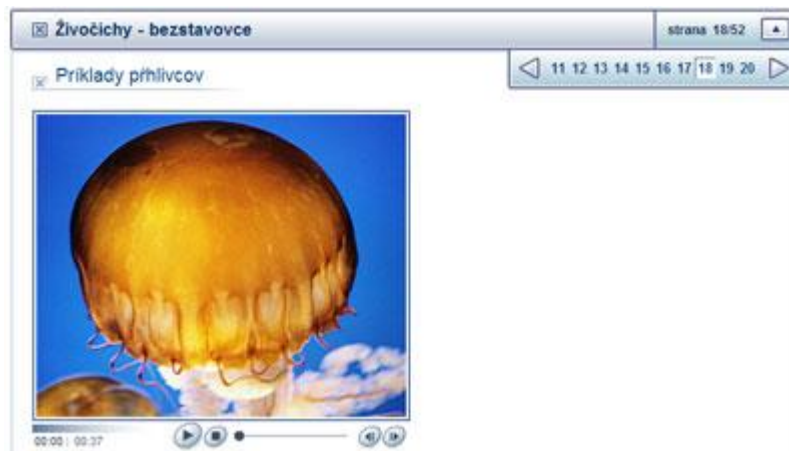 Živočíchy - bezstavovce
strana 18/52
11 12 13 14 15 16 17 18 19 20
Príklady pŕhlivcov
00:00 00:37